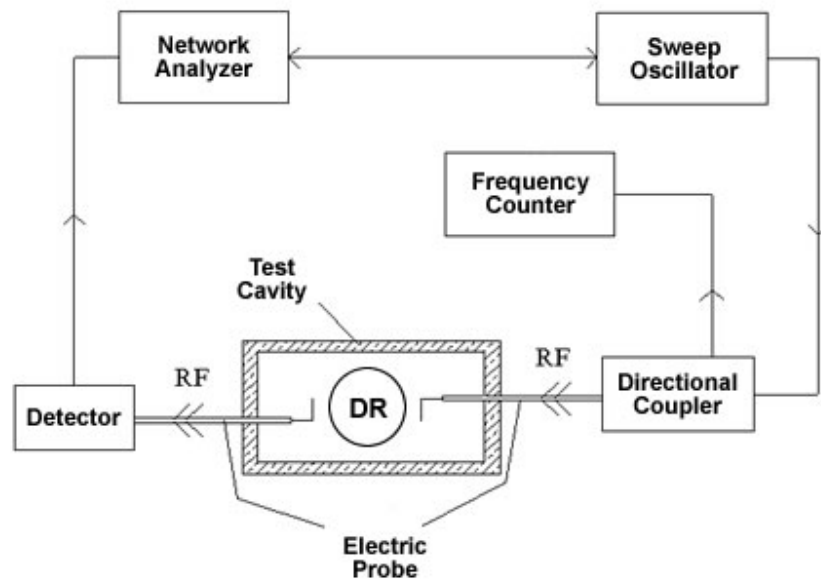 Network
Analyzer
Sweep
Oscillator
Frequency
Counter
Test
Cavity
RF
RF
Detector
DR
Directional
Coupler
Electric
Probe